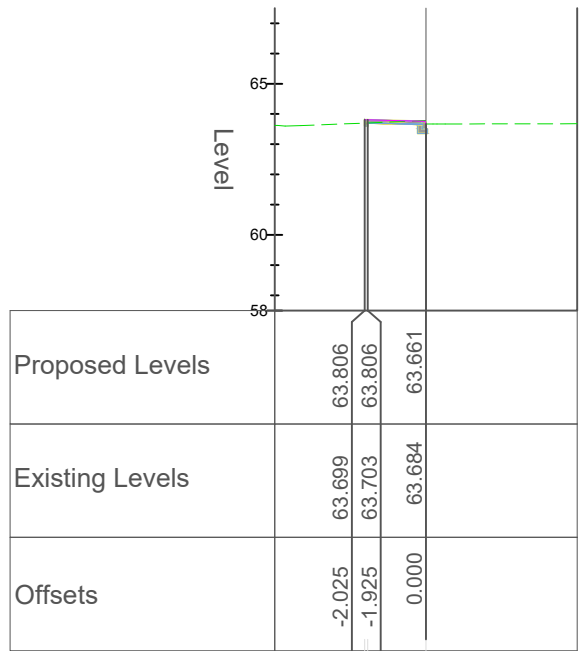 65
Level
60
58
Proposed Levels 63.806 63.806 63.661
Existing Levels 63.699 63.703 63.684
Offsets -2.025 -1.925 0.000